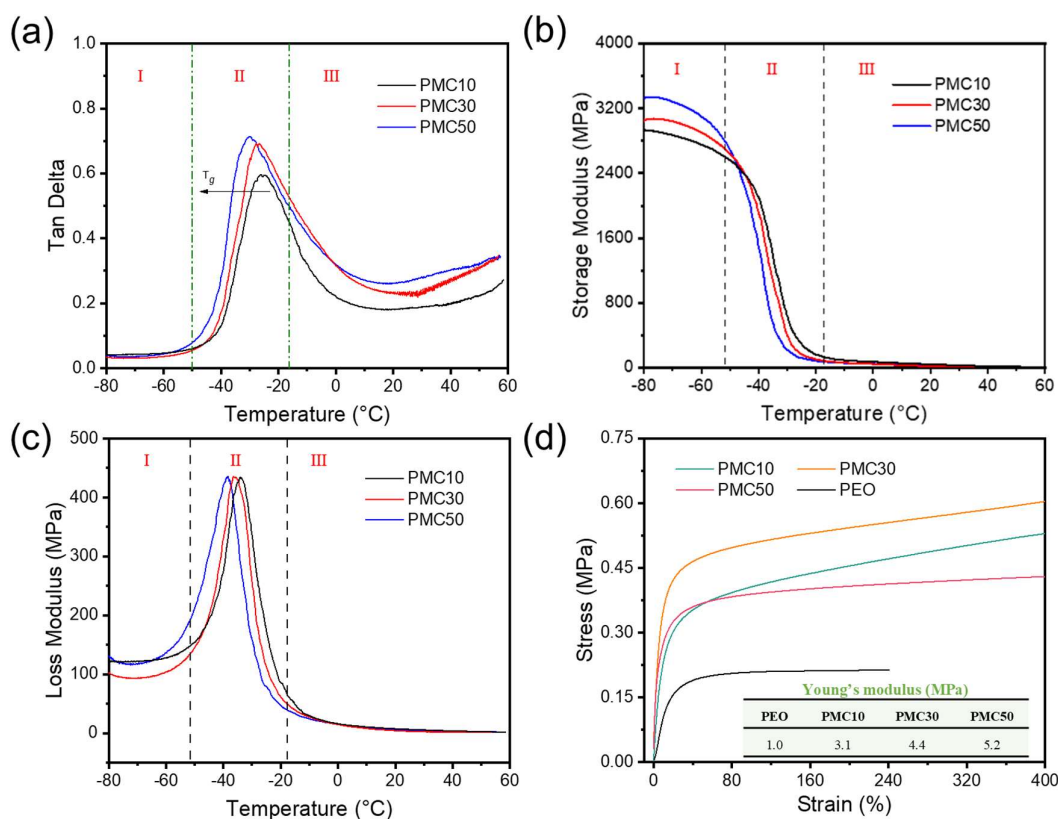 (a)
1.0
0.8
0.6
0.4
0.2
0.0
Tan Delta
I
II
III
PMC10
PMC30
PMC50
τg
-80
-60
-40
-20
0
20
40
60
Temperature (°C)
(b)
4000
3200
2400
1600
800
0
Storage Modulus (MPa)
I
II
III
PMC10
PMC30
PMC50
-80
-60
-40
-20
0
20
40
60
Temperature (°C)
(c)
500
450
400
350
300
250
200
150
100
50
0
Loss Modulus (MPa)
I
II
III
PMC10
PMC30
PMC50
-80
-60
-40
-20
0
20
40
60
Temperature (°C)
(d)
0.75
0.60
0.45
0.30
0.15
0.00
Stress (MPa)
PMC10
PMC30
PMC50
PEO
Young's modulus (MPa)
PEO PMC10 PMC30 PMC50
1.0 3.1 4.4 5.2
0
80
160
240
320
400
Strain (%)